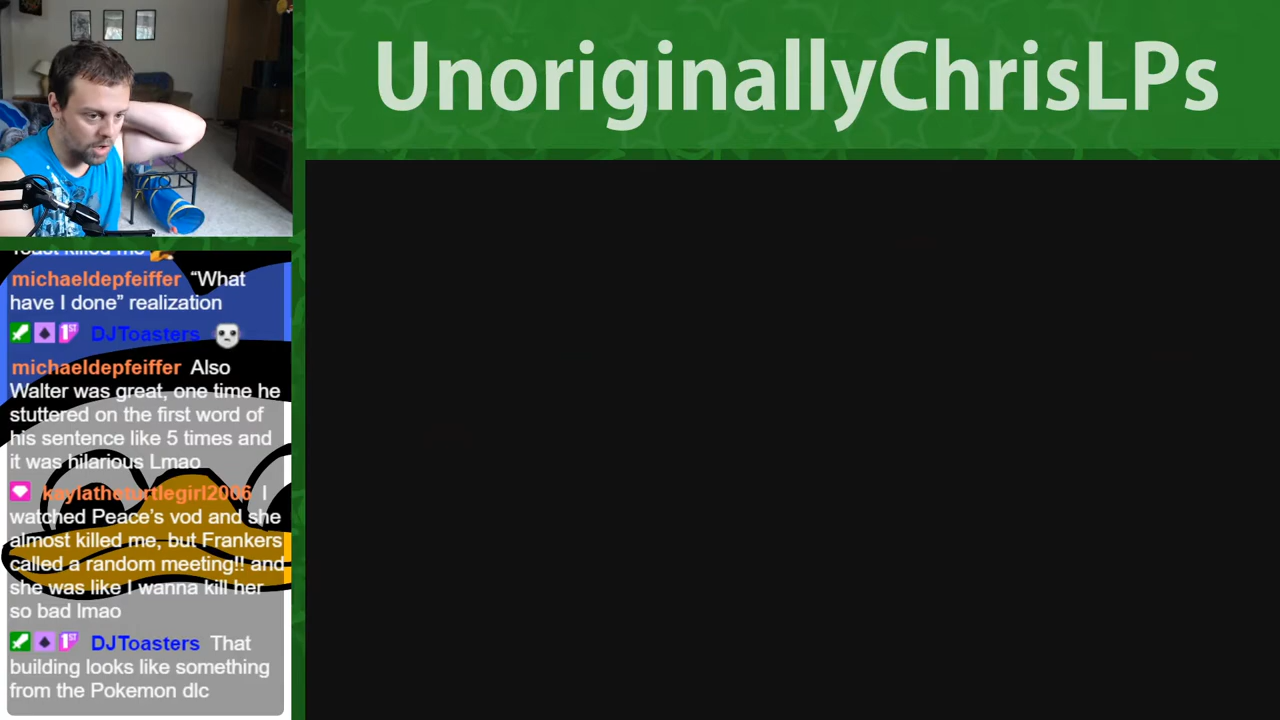 UnoriginallyChrisLPs
michaeldepfeiffer “What
have I done” realization
DJToasters
michaeldepfeiffer Also
Walter was great, one time he
stuttered on the first word of
his sentence like 5 times and
it was hilarious Lmao
kaylatheturtlegirl2006 I
watched Peace’s vod and she
almost killed me, but Frankers
called a random meeting!! and
she was like I wanna kill her
so bad lmao
1ST DJToasters That
building looks like something
from the Pokemon dlc